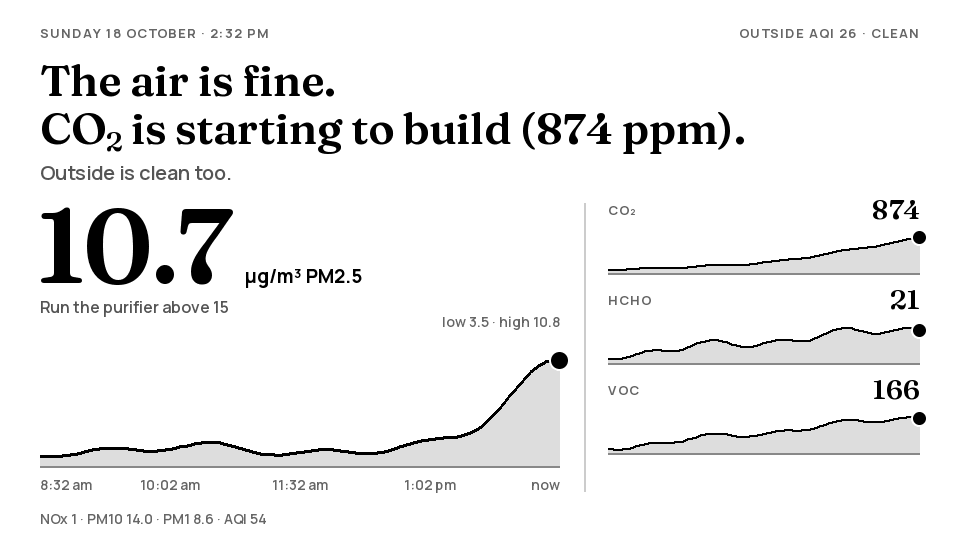 SUNDAY 18 OCTOBER · 2:32 PM
OUTSIDE AQI 26 · CLEAN
The air is fine.
CO₂ is starting to build (874 ppm).
Outside is clean too.
10.7 µg/m³ PM2.5
Run the purifier above 15
low 3.5 · high 10.8
8:32 am 10:02 am 11:32 am 1:02 pm now
CO₂ 874
HCHO 21
VOC 166
NOx 1 · PM10 14.0 · PM1 8.6 · AQI 54